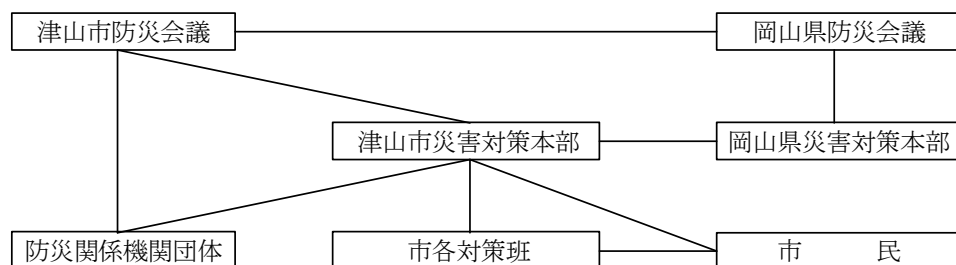 津山市防災会議
岡山県防災会議
津山市災害対策本部
岡山県災害対策本部
防災関係機関団体
市各対策班
市　　民